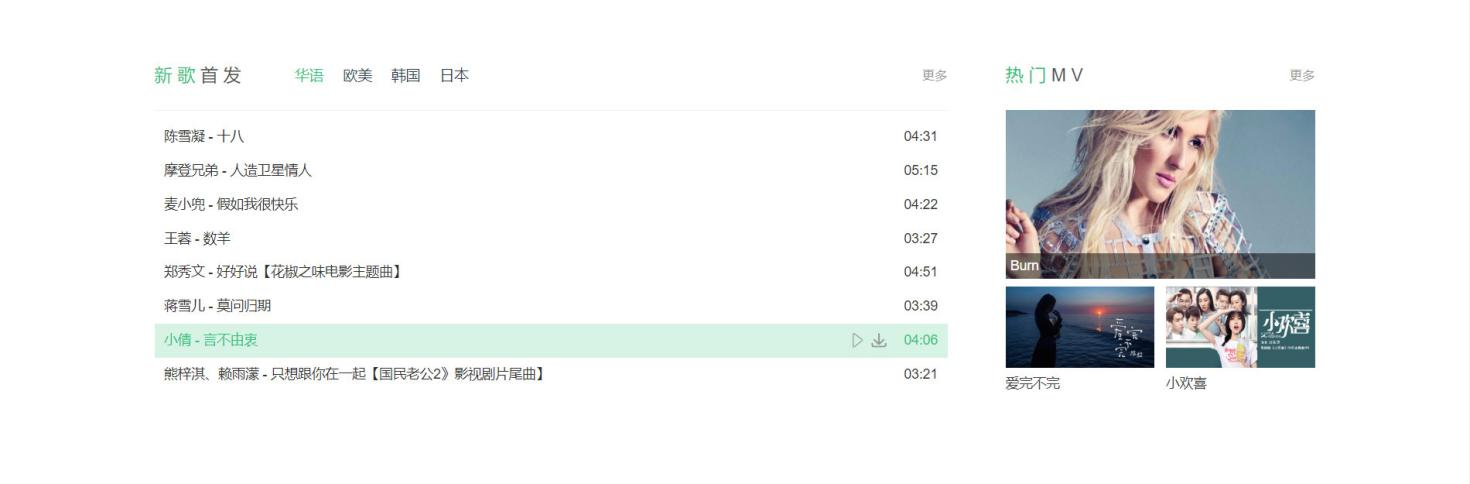 新歌首发 华语 欧美 韩国 日本 更多
陈雪凝 - 十八 04:31
摩登兄弟 - 人造卫星情人 05:15
麦小兜 - 假如我很快乐 04:22
王蓉 - 数羊 03:27
郑秀文 - 好好说【花椒之味电影主题曲】 04:51
蒋雪儿 - 莫问归期 03:39
小倩 - 言不由衷 04:06
熊梓淇、赖雨濛 - 只想跟你在一起【国民老公2》影视剧片尾曲】 03:21
热门MV 更多
Burn
爱完不完
小欢喜
爱完不完
小欢喜